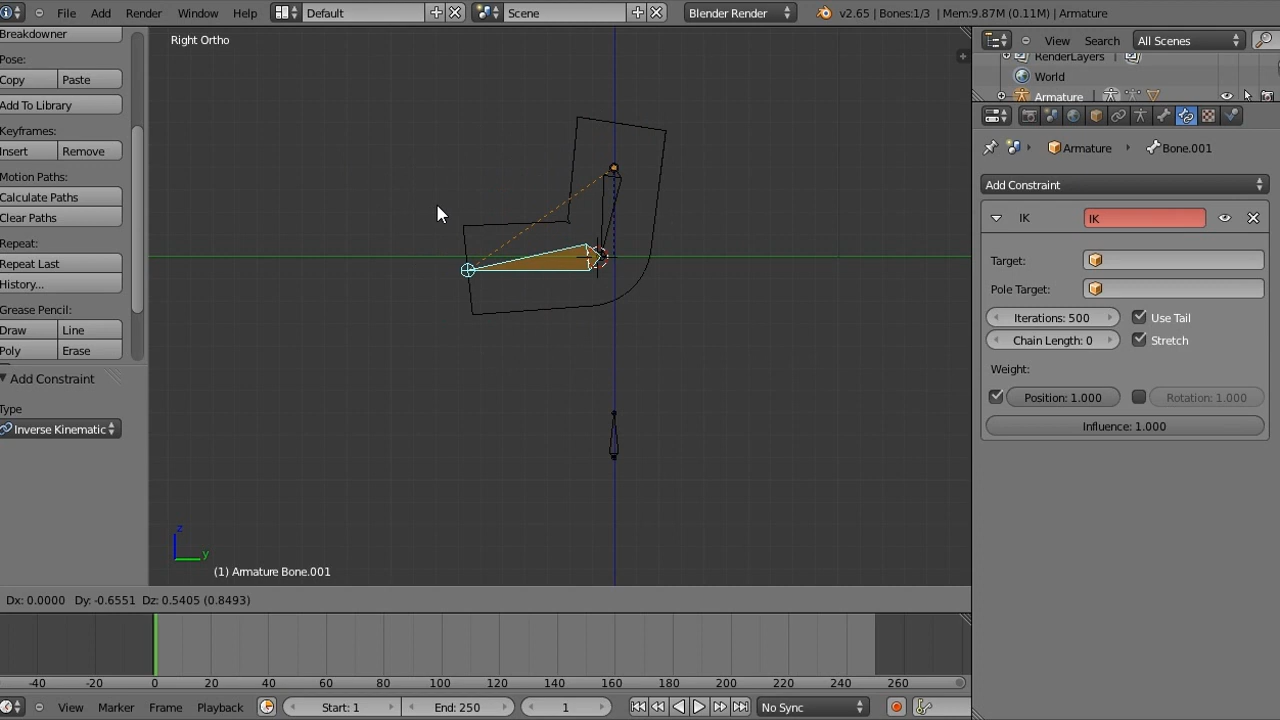 File Add Render Window Help Default Scene Blender Render v2.65 | Bones:1/3 | Mem:9.87M (0.11M) | Armature
Breakdowner
Pose:
Copy Paste
Add To Library
Keyframes:
Insert Remove
Motion Paths:
Calculate Paths
Clear Paths
Repeat:
Repeat Last
History...
Grease Pencil:
Draw Line
Poly Erase
Add Constraint
Type
Inverse Kinematic
Right Ortho
z
y
(1) Armature Bone.001
View Search All Scenes
RenderLayers
World
Armature
Armature Bone.001
Add Constraint
IK IK
Target:
Pole Target:
Iterations: 500 Use Tail
Chain Length: 0 Stretch
Weight:
Position: 1.000 Rotation: 1.000
Influence: 1.000
Dx: 0.0000 Dy: -0.6551 Dz: 0.5405 (0.8493)
-40 -20 0 20 40 60 80 100 120 140 160 180 200 220 240 260
View Marker Frame Playback Start: 1 End: 250 1 No Sync